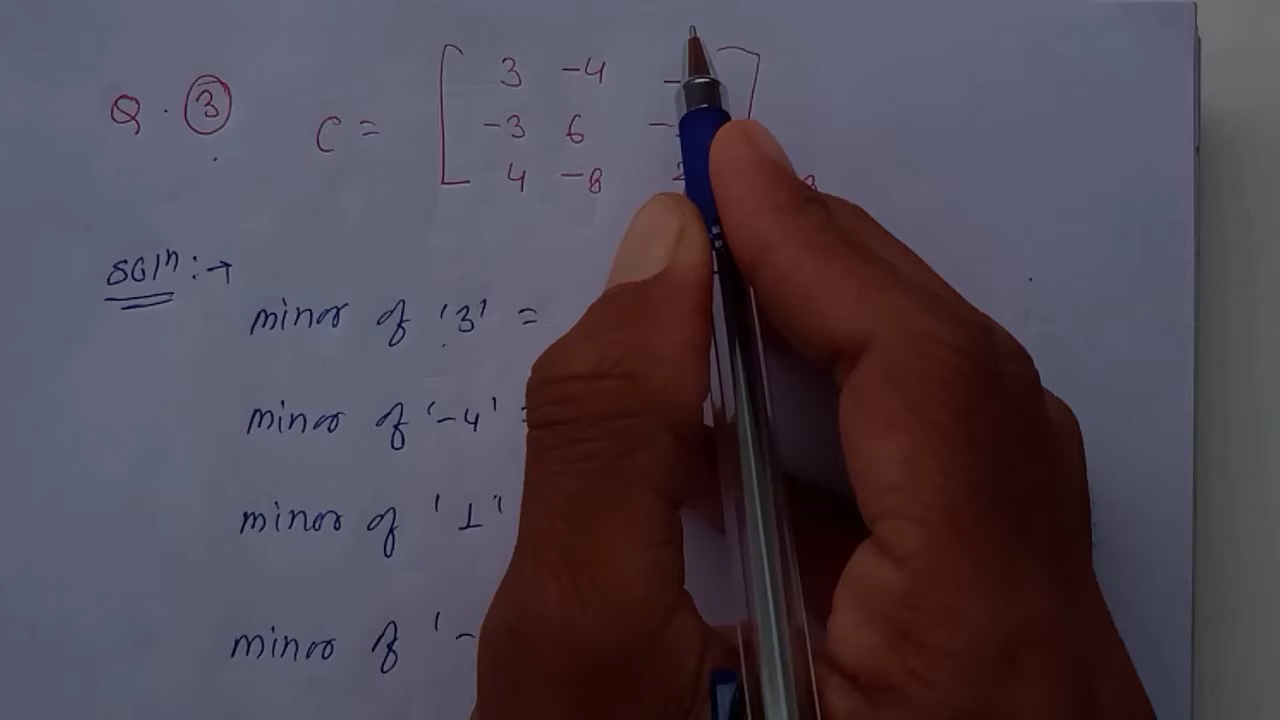 Q. 3 C = 3 -4 -
-3 6 -
4 -8 2
Soln :→
minor of '3' =
minor of '-4' =
minor of '1'
minor of '-